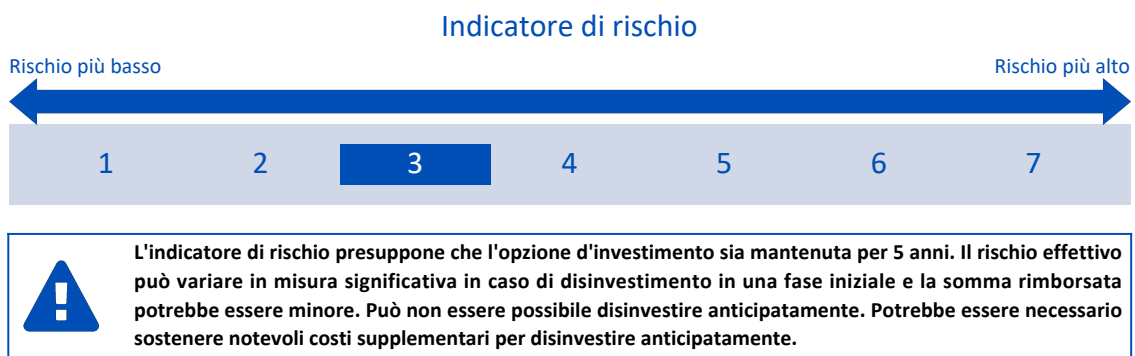 Indicatore di rischio
Rischio più basso
Rischio più alto
1 2 3 4 5 6 7
L'indicatore di rischio presuppone che l'opzione d'investimento sia mantenuta per 5 anni. Il rischio effettivo
può variare in misura significativa in caso di disinvestimento in una fase iniziale e la somma rimborsata
potrebbe essere minore. Può non essere possibile disinvestire anticipatamente. Potrebbe essere necessario
sostenere notevoli costi supplementari per disinvestire anticipatamente.